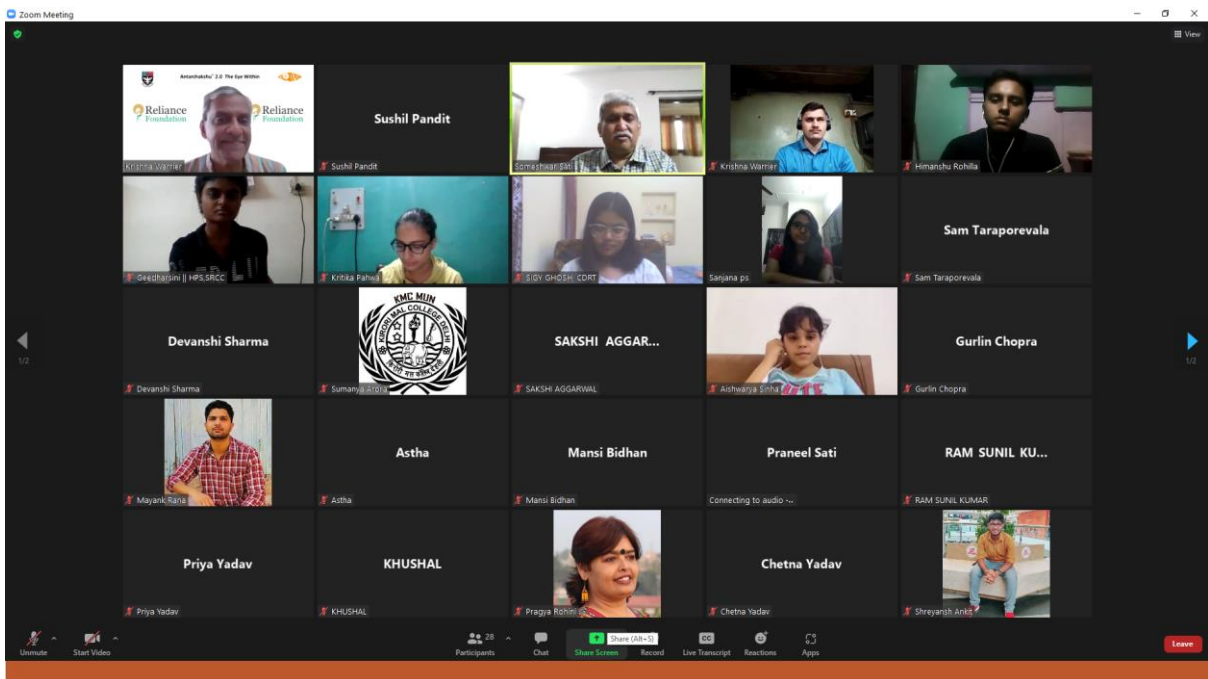 Zoom Meeting
View
Antarchakshu' 2.0 The Eye Within
Reliance Foundation
Reliance Foundation
Krishna Warrier
Sushil Pandit
Sushil Pandit
Someshwar Sati
Krishna Warrier
Himanshu Rohilla
Geedharsini || HPS,SRCC
Kritika Pahwa
SIGY GHOSH, CDRT
Sanjana ps
Sam Taraporevala
Sam Taraporevala
Devanshi Sharma
Devanshi Sharma
KMC MUN
KIRORI MAL COLLEGE DELHI
Sumanya Arora
SAKSHI AGGAR...
SAKSHI AGGARWAL
Aishwarya Sinha
Gurlin Chopra
Gurlin Chopra
1/2
1/2
Mayank Rana
Astha
Astha
Mansi Bidhan
Mansi Bidhan
Praneel Sati
Connecting to audio ·...
RAM SUNIL KU...
RAM SUNIL KUMAR
Priya Yadav
Priya Yadav
KHUSHAL
KHUSHAL
Pragya Rohini
Chetna Yadav
Chetna Yadav
Shreyansh Ankit
Unmute
Start Video
28
Participants
Chat
Share Screen
Share (Alt+S)
Record
CC
Live Transcript
Reactions
Apps
Leave